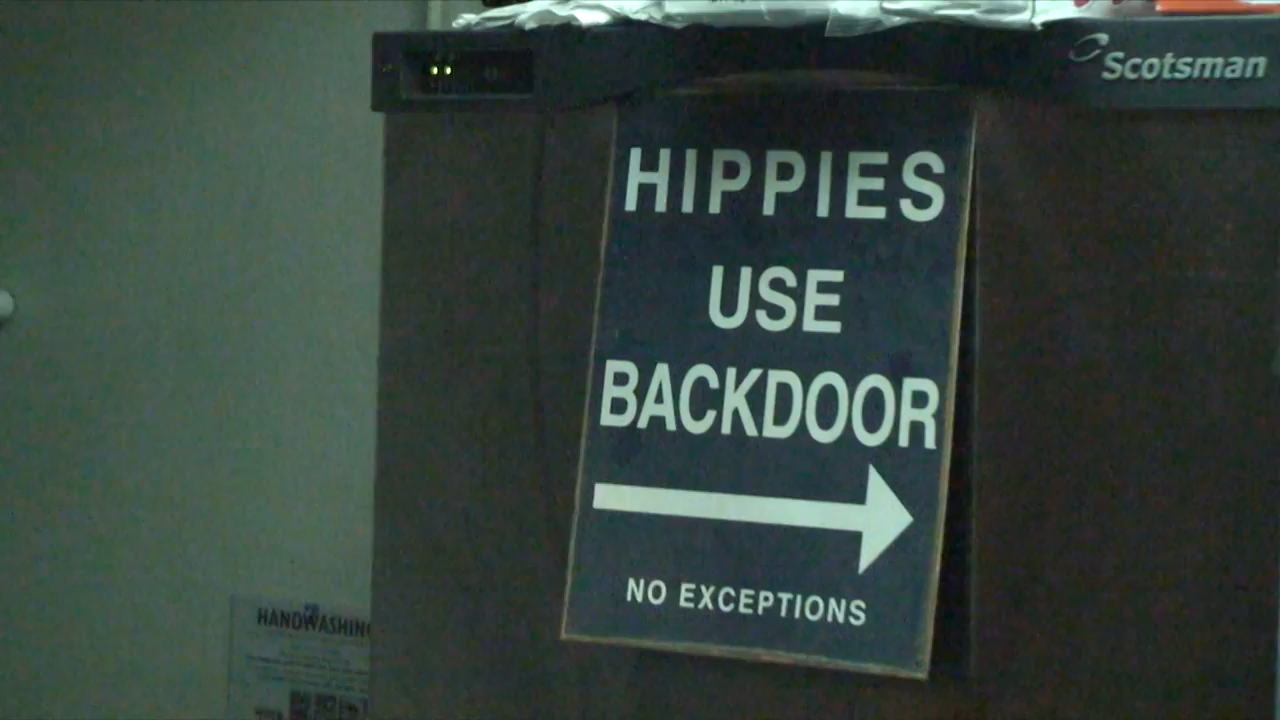 Scotsman
HIPPIES
USE
BACKDOOR
NO EXCEPTIONS
HANDWASHING